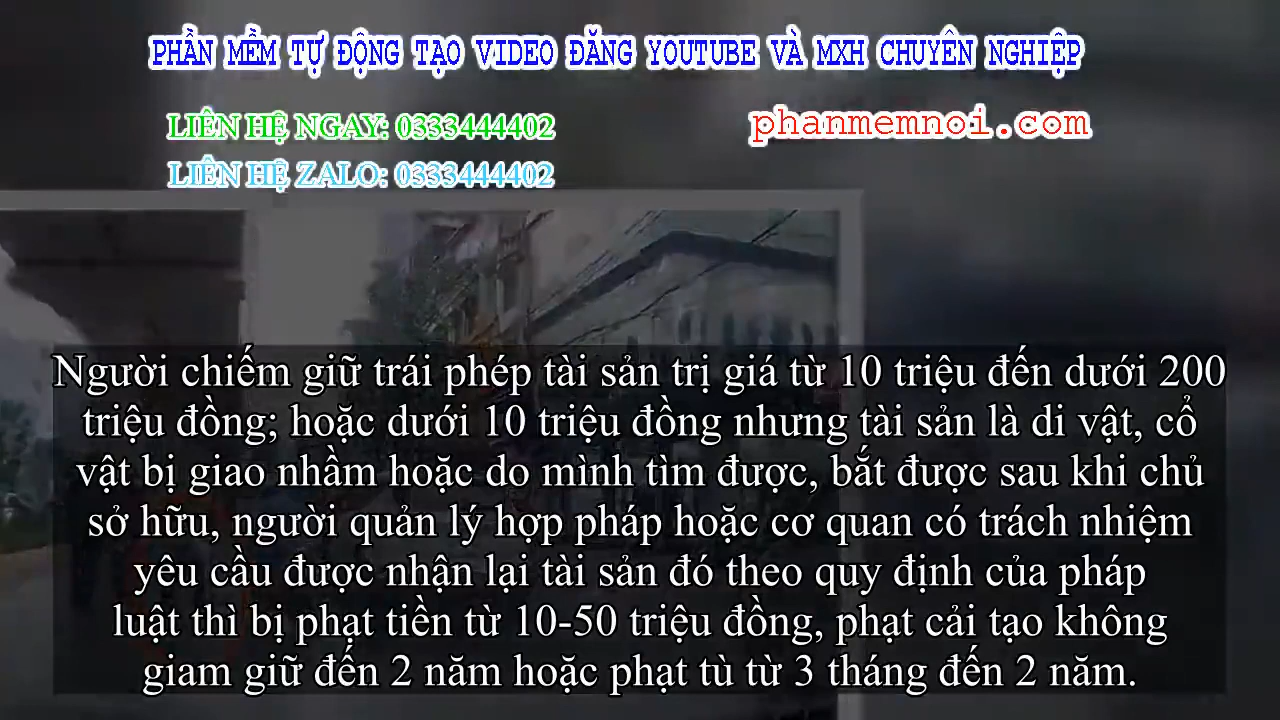 PHẦN MỀM TỰ ĐỘNG TẠO VIDEO ĐĂNG YOUTUBE VÀ MXH CHUYÊN NGHIỆP
LIÊN HỆ NGAY: 0333444402
phanmemnoi.com
LIÊN HỆ ZALO: 0333444402
Người chiếm giữ trái phép tài sản trị giá từ 10 triệu đến dưới 200
triệu đồng; hoặc dưới 10 triệu đồng nhưng tài sản là di vật, cổ
vật bị giao nhầm hoặc do mình tìm được, bắt được sau khi chủ
sở hữu, người quản lý hợp pháp hoặc cơ quan có trách nhiệm
yêu cầu được nhận lại tài sản đó theo quy định của pháp
luật thì bị phạt tiền từ 10-50 triệu đồng, phạt cải tạo không
giam giữ đến 2 năm hoặc phạt tù từ 3 tháng đến 2 năm.